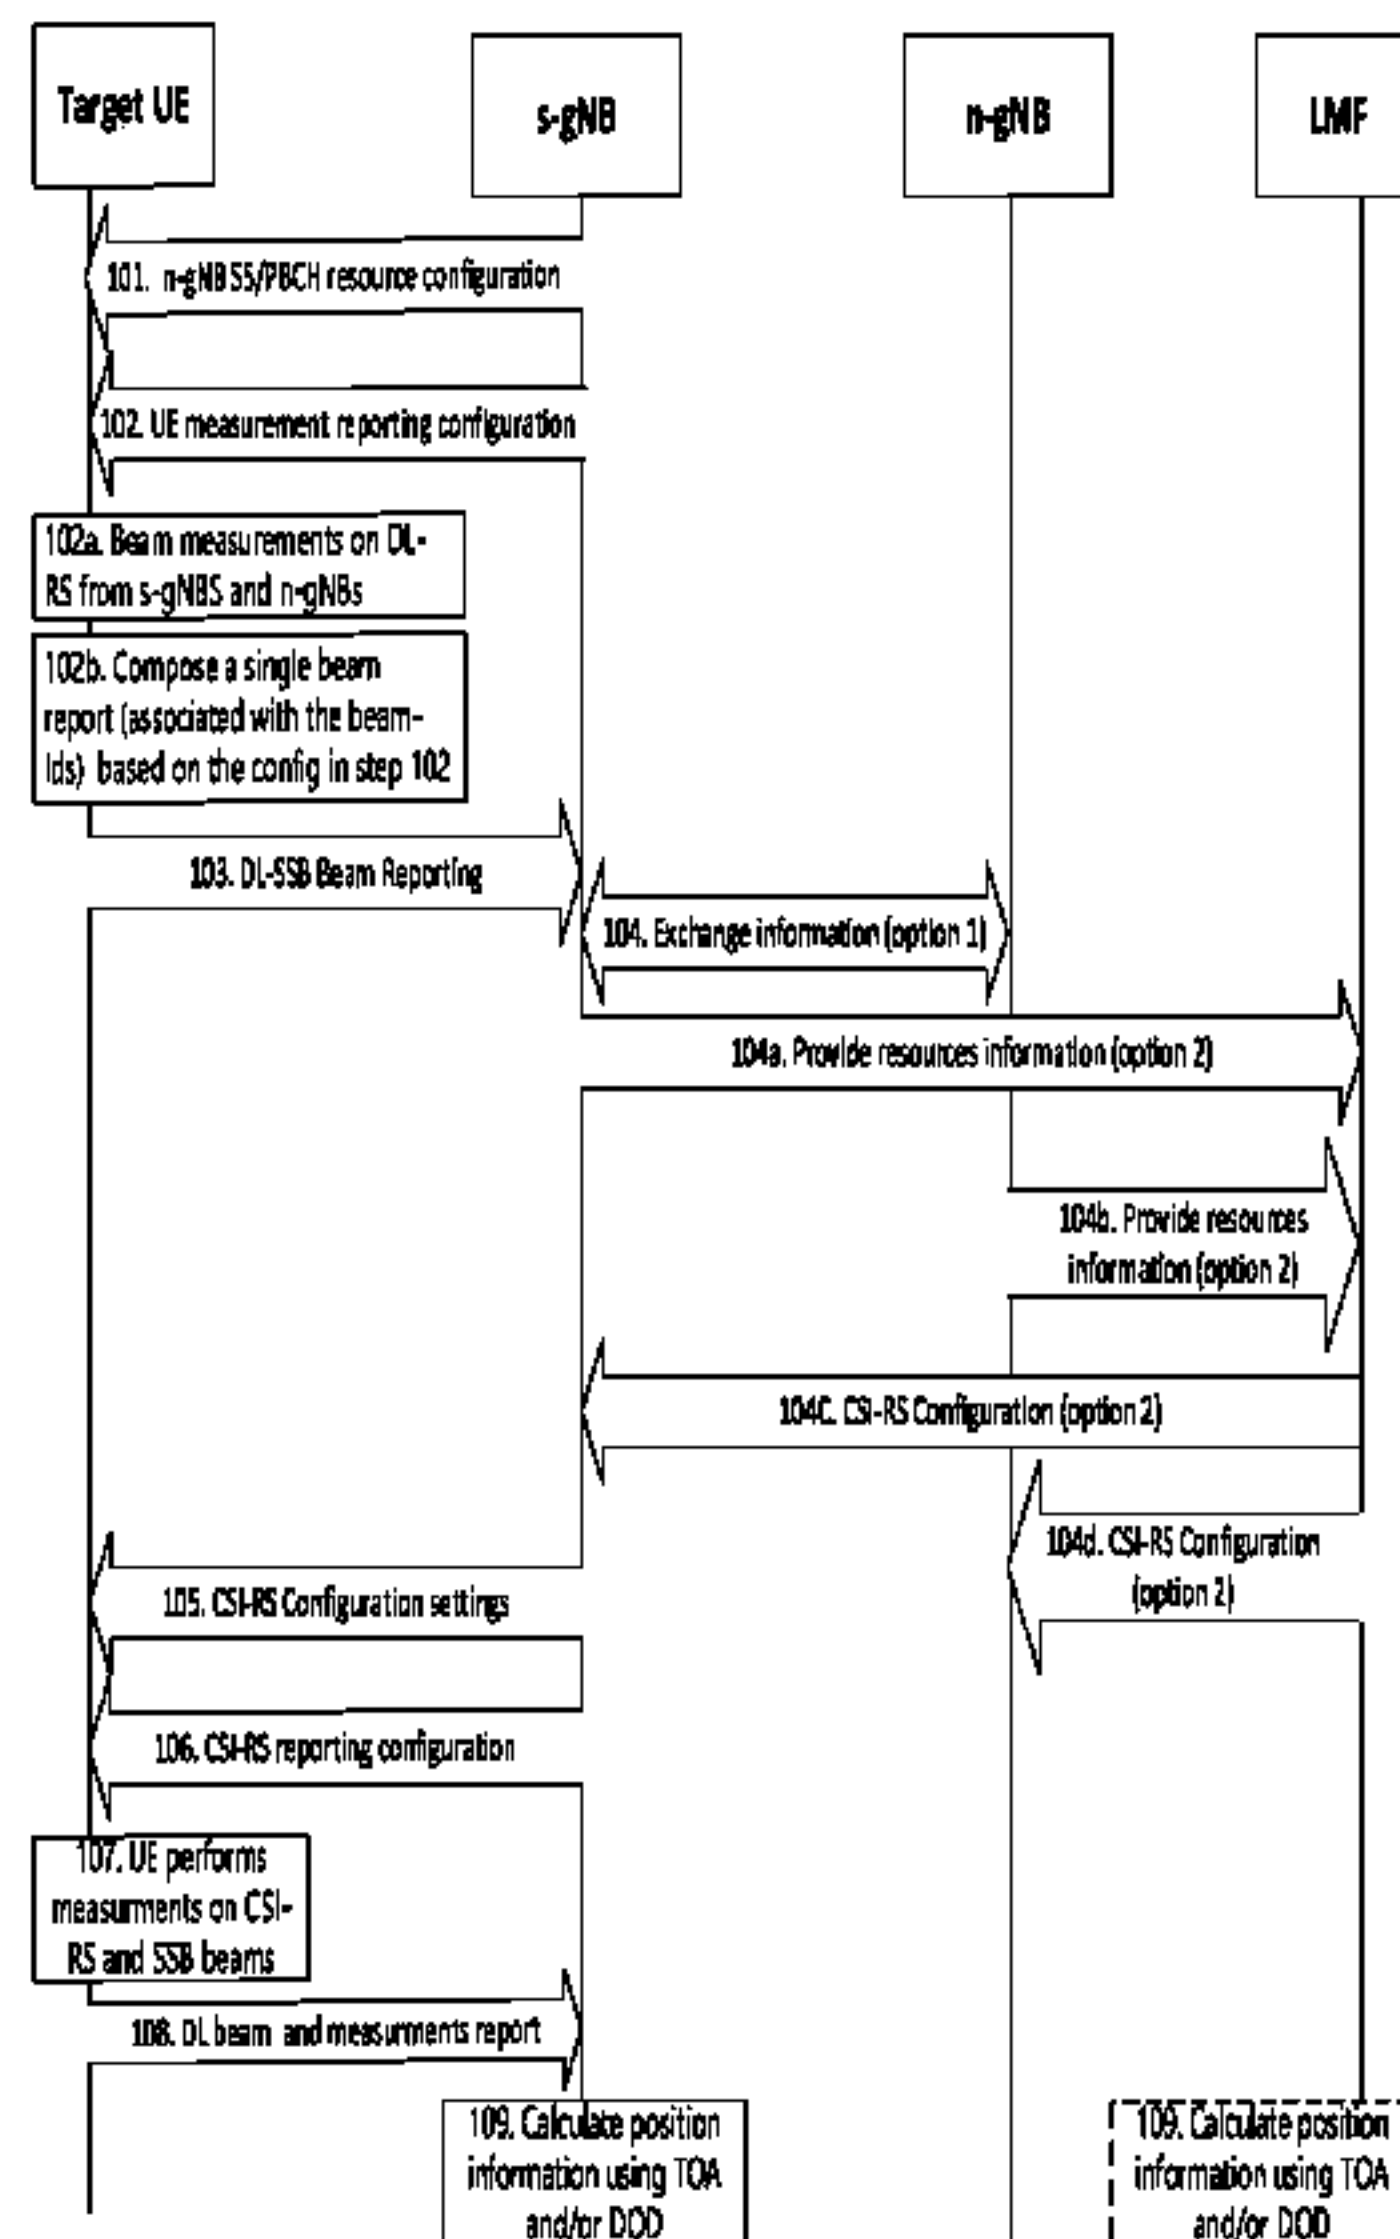 Target UE
s-gNB
n-gNB
LMF
101. n-gNB SS/PBCH resource configuration
102. UE measurement reporting configuration
102a. Beam measurements on DL-
RS from s-gNBS and n-gNBs
102b. Compose a single beam
report (associated with the beam-
Ids) based on the config in step 102
103. DL-SSB Beam Reporting
104. Exchange information (option 1)
104a. Provide resources information (option 2)
104b. Provide resources
information (option 2)
104C. CSI-RS Configuration (option 2)
104d. CSI-RS Configuration
(option 2)
105. CSI-RS Configuration settings
106. CSI-RS reporting configuration
107. UE performs
measurments on CSI-
RS and SSB beams
108. DL beam and measurments report
109. Calculate position
information using TOA
and/or DOD
109. Calculate position
information using TOA
and/or DOD